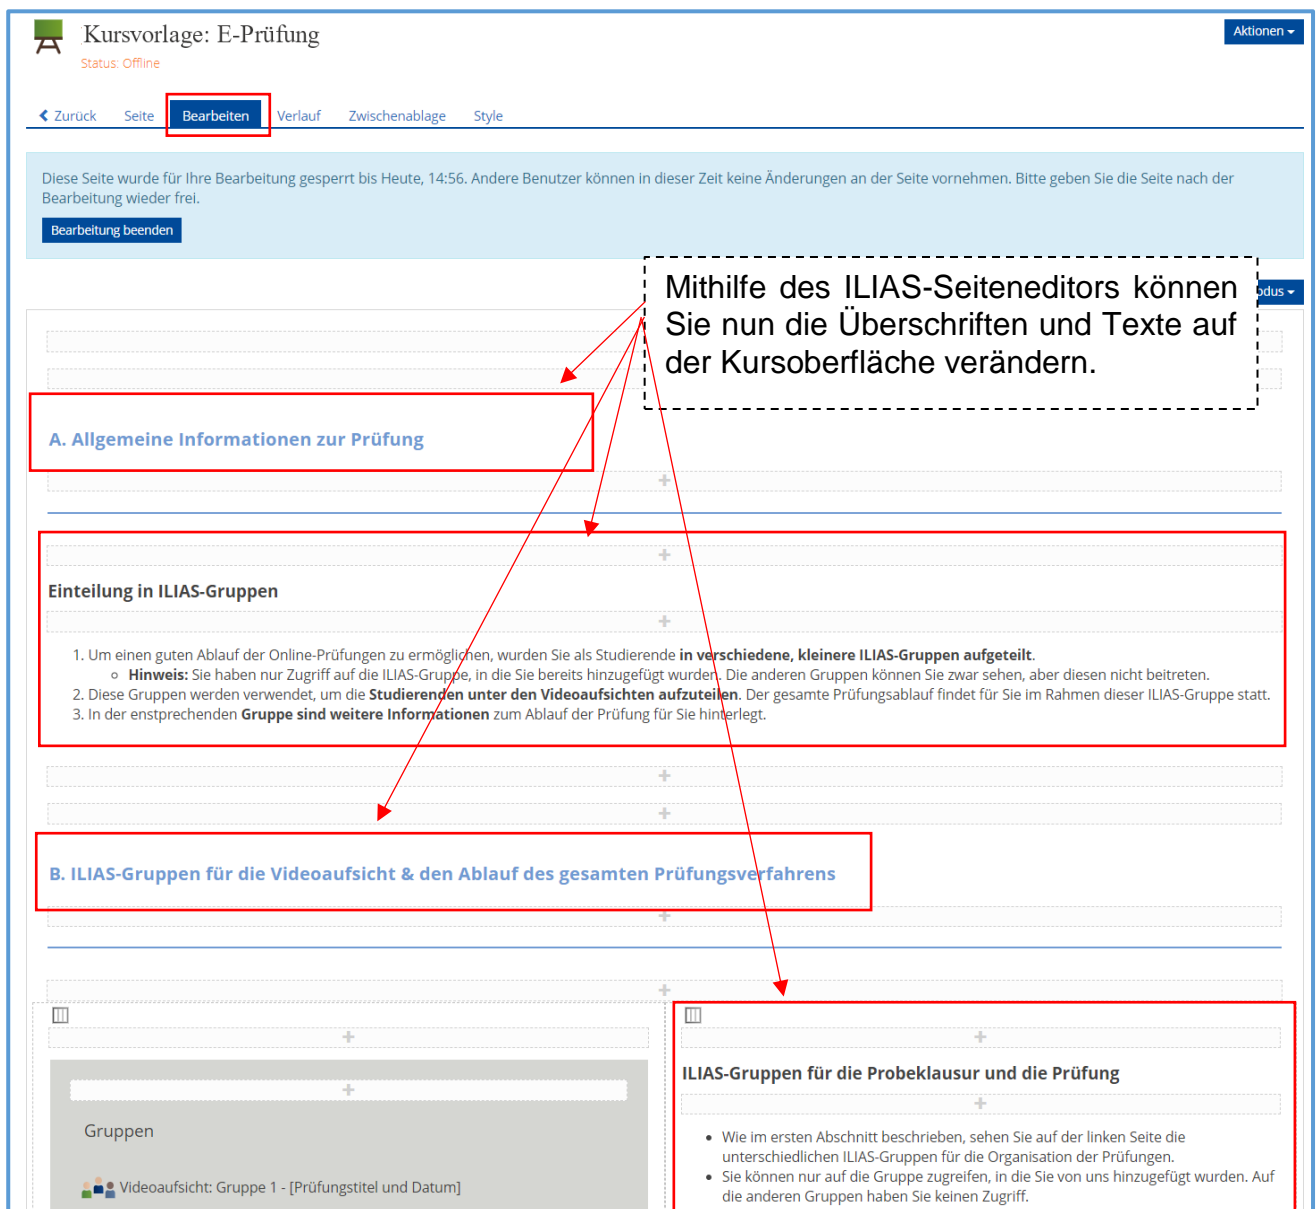 Kursvorlage: E-Prüfung
Aktionen
Status: Offline
Zurück Seite Bearbeiten Verlauf Zwischenablage Style
Diese Seite wurde für Ihre Bearbeitung gesperrt bis Heute, 14:56. Andere Benutzer können in dieser Zeit keine Änderungen an der Seite vornehmen. Bitte geben Sie die Seite nach der
Bearbeitung wieder frei.
Bearbeitung beenden
Mithilfe des ILIAS-Seiteneditors können
Sie nun die Überschriften und Texte auf
der Kursoberfläche verändern.
A. Allgemeine Informationen zur Prüfung
Einteilung in ILIAS-Gruppen
1. Um einen guten Ablauf der Online-Prüfungen zu ermöglichen, wurden Sie als Studierende in verschiedene, kleinere ILIAS-Gruppen aufgeteilt.
Hinweis: Sie haben nur Zugriff auf die ILIAS-Gruppe, in die Sie bereits hinzugefügt wurden. Die anderen Gruppen können Sie zwar sehen, aber diesen nicht beitreten.
2. Diese Gruppen werden verwendet, um die Studierenden unter den Videoaufsichten aufzuteilen. Der gesamte Prüfungsablauf findet für Sie im Rahmen dieser ILIAS-Gruppe statt.
3. In der enstprechenden Gruppe sind weitere Informationen zum Ablauf der Prüfung für Sie hinterlegt.
B. ILIAS-Gruppen für die Videoaufsicht & den Ablauf des gesamten Prüfungsverfahrens
Gruppen
Videoaufsicht: Gruppe 1 - [Prüfungstitel und Datum]
ILIAS-Gruppen für die Probeklausur und die Prüfung
• Wie im ersten Abschnitt beschrieben, sehen Sie auf der linken Seite die
unterschiedlichen ILIAS-Gruppen für die Organisation der Prüfungen.
• Sie können nur auf die Gruppe zugreifen, in die Sie von uns hinzugefügt wurden. Auf
die anderen Gruppen haben Sie keinen Zugriff.